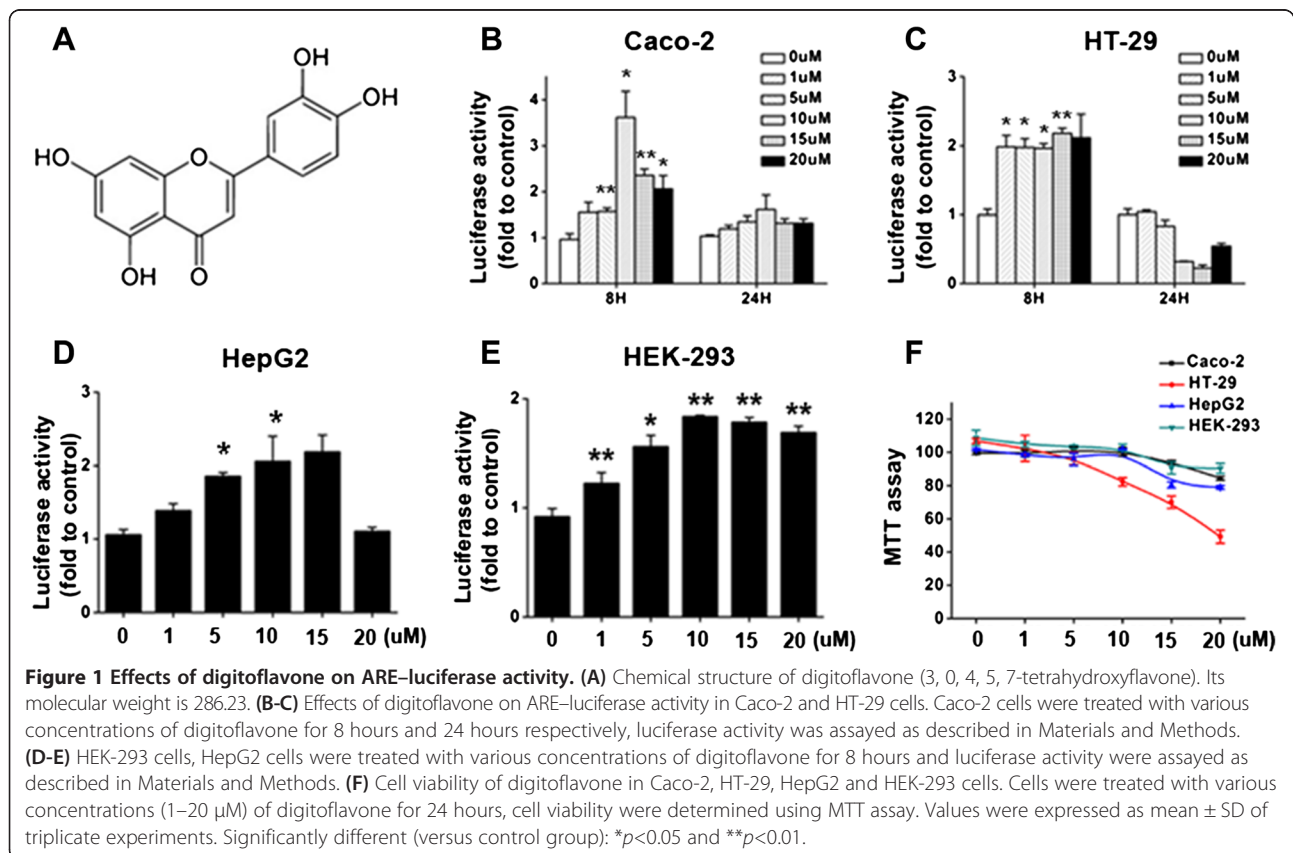 A
OH
OH
HO
O
OH
O
B
Caco-2
Luciferase activity
(fold to control)
4
3
2
1
0
*
**
**
*
8H
24H
0uM
1uM
5uM
10uM
15uM
20uM
C
HT-29
Luciferase activity
(fold to control)
3
2
1
0
*
*
*
**
8H
24H
0uM
1uM
5uM
10uM
15uM
20uM
D
HepG2
Luciferase activity
(fold to control)
3
2
1
0
*
*
0 1 5 10 15 20 (uM)
E
HEK-293
Luciferase activity
(fold to control)
2
1
0
**
*
**
**
**
0 1 5 10 15 20 (uM)
F
Caco-2
HT-29
HepG2
HEK-293
MTT assay
120
100
80
60
40
20
0
0 1 5 10 15 20 (uM)
Figure 1 Effects of digitoflavone on ARE–luciferase activity. (A) Chemical structure of digitoflavone (3, 0, 4, 5, 7-tetrahydroxyflavone). Its
molecular weight is 286.23. (B-C) Effects of digitoflavone on ARE–luciferase activity in Caco-2 and HT-29 cells. Caco-2 cells were treated with various
concentrations of digitoflavone for 8 hours and 24 hours respectively, luciferase activity was assayed as described in Materials and Methods.
(D-E) HEK-293 cells, HepG2 cells were treated with various concentrations of digitoflavone for 8 hours and luciferase activity were assayed as
described in Materials and Methods. (F) Cell viability of digitoflavone in Caco-2, HT-29, HepG2 and HEK-293 cells. Cells were treated with various
concentrations (1–20 μM) of digitoflavone for 24 hours, cell viability were determined using MTT assay. Values were expressed as mean ± SD of
triplicate experiments. Significantly different (versus control group): *p<0.05 and **p<0.01.